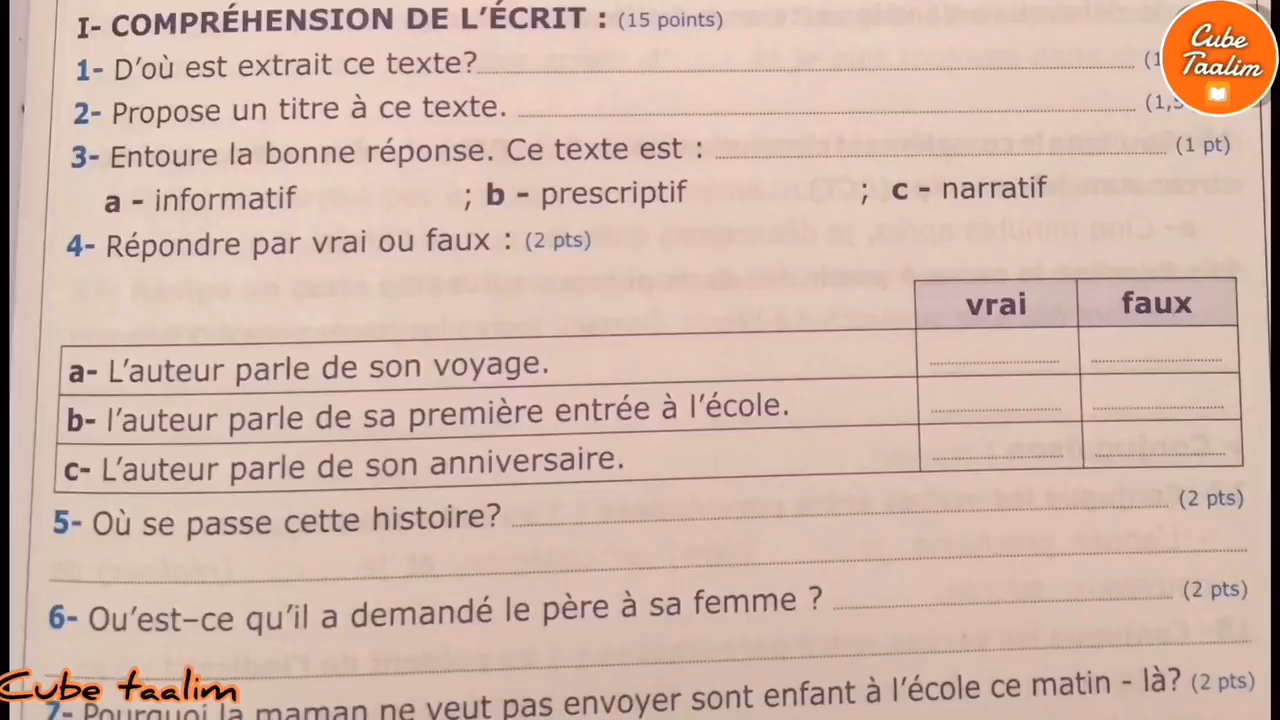 I- COMPRÉHENSION DE L'ÉCRIT : (15 points)
Cube
Taalim
1- D'où est extrait ce texte? (1
2- Propose un titre à ce texte. (1,5
3- Entoure la bonne réponse. Ce texte est : (1 pt)
a - informatif ; b - prescriptif ; c - narratif
4- Répondre par vrai ou faux : (2 pts)
vrai faux
a- L'auteur parle de son voyage.
b- l'auteur parle de sa première entrée à l'école.
c- L'auteur parle de son anniversaire.
5- Où se passe cette histoire? (2 pts)
6- Ou'est–ce qu'il a demandé le père à sa femme ? (2 pts)
Cube taalim
7- Pourquoi la maman ne veut pas envoyer sont enfant à l'école ce matin - là? (2 pts)